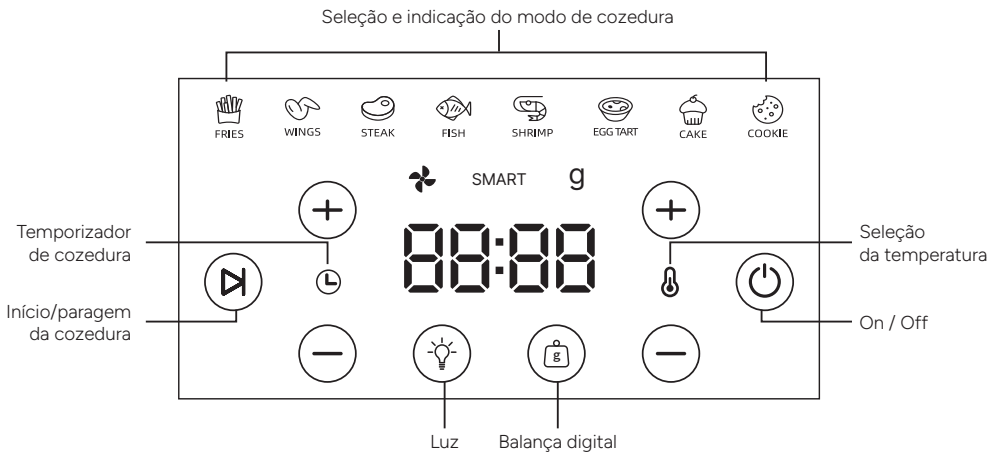 Seleção e indicação do modo de cozedura
FRIES WINGS STEAK FISH SHRIMP EGG TART CAKE COOKIE
SMART g
88:88
Temporizador
de cozedura
Início/paragem
da cozedura
Seleção
da temperatura
On / Off
g
Luz
Balança digital